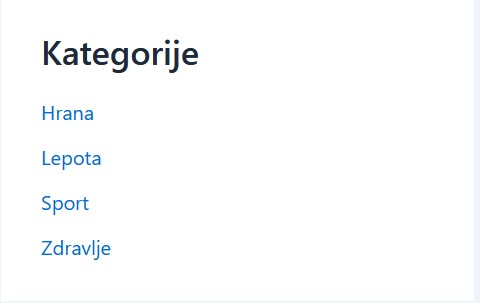 Kategorije
Hrana
Lepota
Sport
Zdravlje